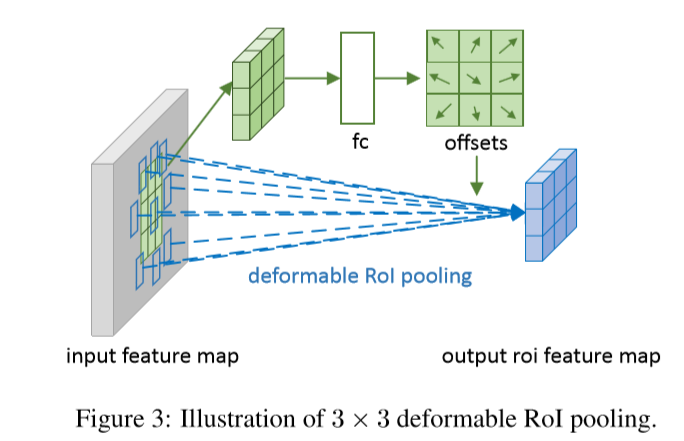 fc
offsets
deformable RoI pooling
input feature map
output roi feature map
Figure 3: Illustration of 3 × 3 deformable RoI pooling.